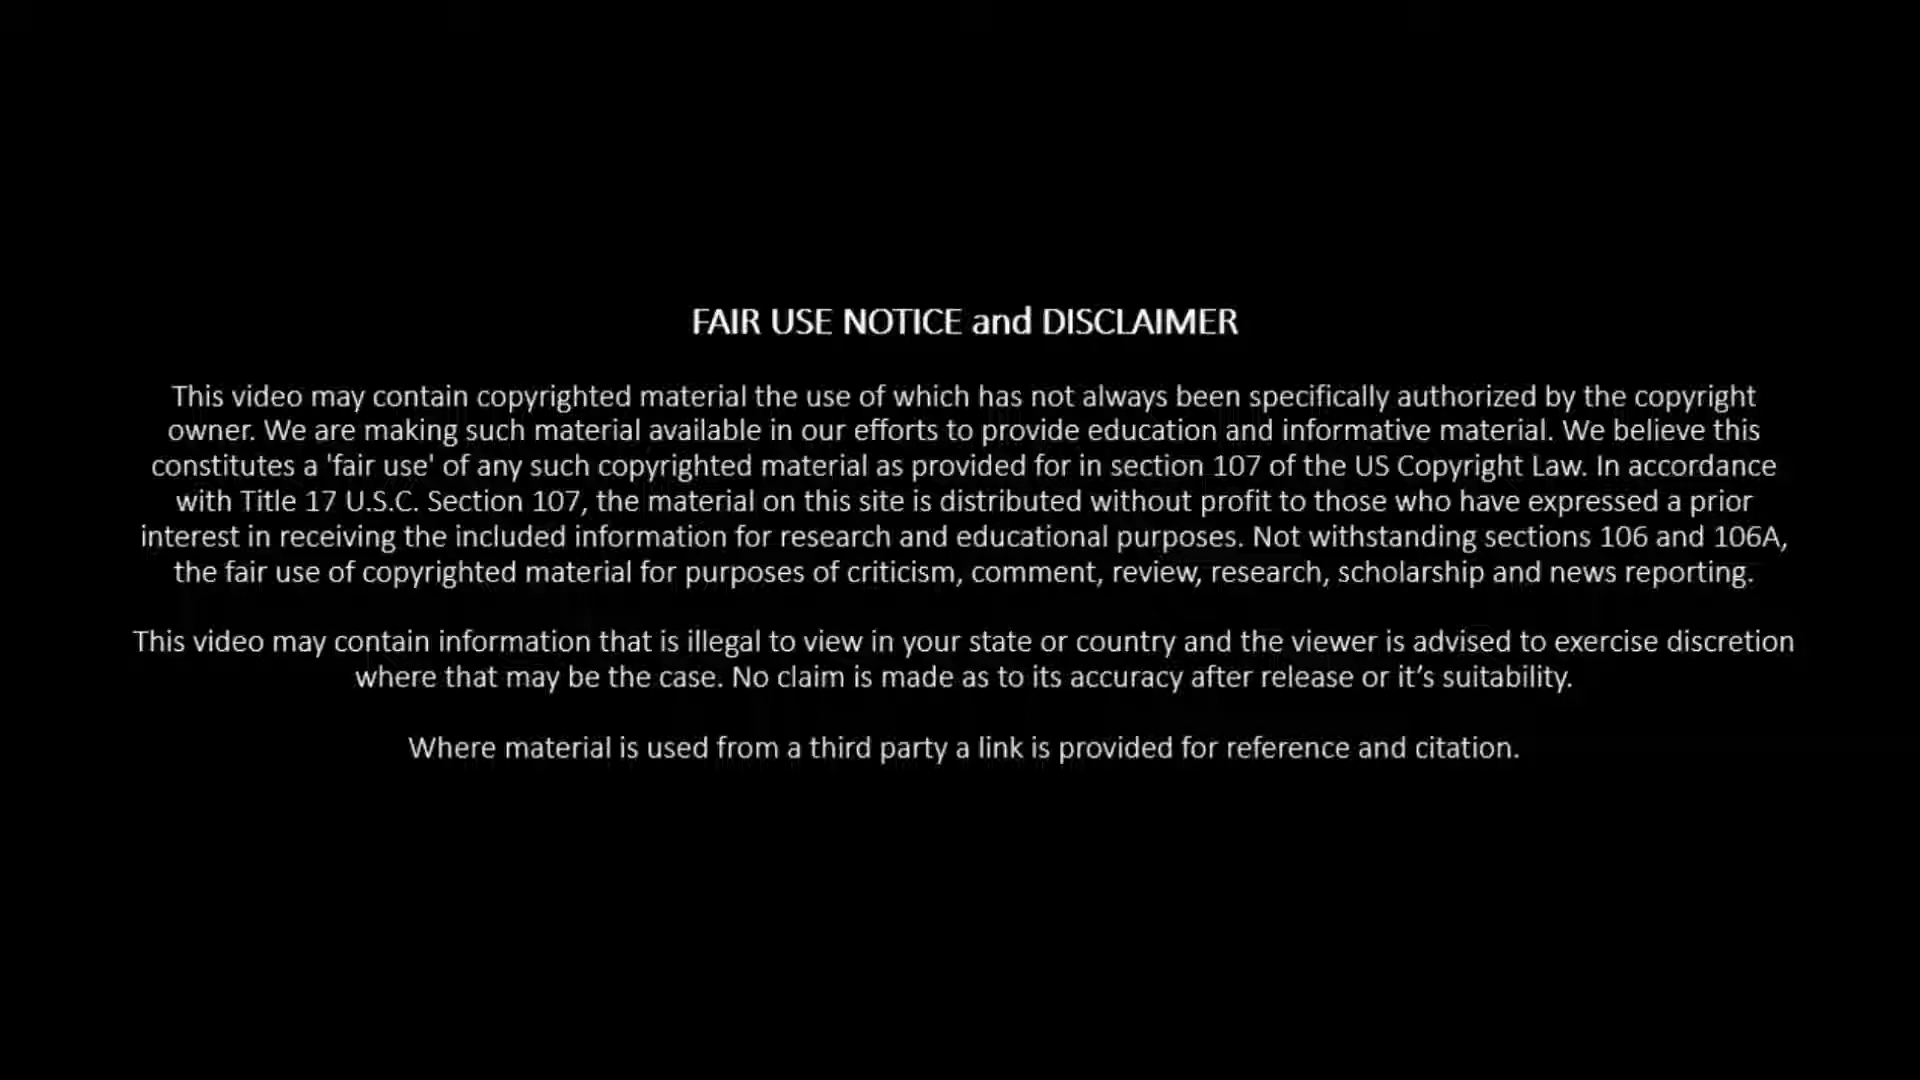 FAIR USE NOTICE and DISCLAIMER
This video may contain copyrighted material the use of which has not always been specifically authorized by the copyright
owner. We are making such material available in our efforts to provide education and informative material. We believe this
constitutes a 'fair use' of any such copyrighted material as provided for in section 107 of the US Copyright Law. In accordance
with Title 17 U.S.C. Section 107, the material on this site is distributed without profit to those who have expressed a prior
interest in receiving the included information for research and educational purposes. Not withstanding sections 106 and 106A,
the fair use of copyrighted material for purposes of criticism, comment, review, research, scholarship and news reporting.
This video may contain information that is illegal to view in your state or country and the viewer is advised to exercise discretion
where that may be the case. No claim is made as to its accuracy after release or it’s suitability.
Where material is used from a third party a link is provided for reference and citation.